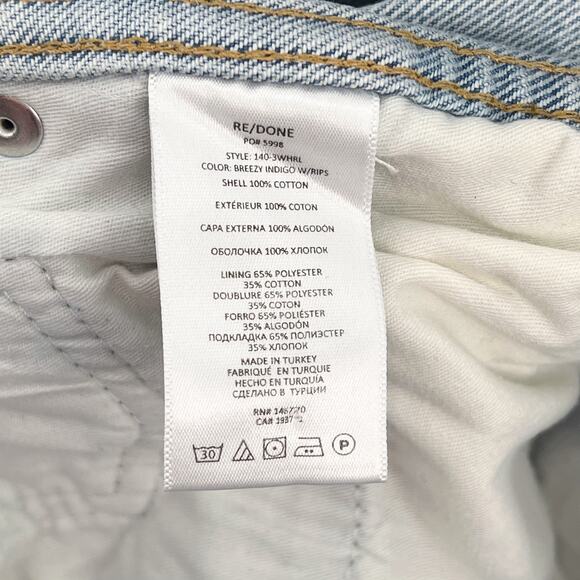 RE/DONE
PO# 5998
STYLE: 140-3WHRL
COLOR: BREEZY INDIGO W/RIPS
SHELL 100% COTTON
EXTÉRIEUR 100% COTON
CAPA EXTERNA 100% ALGODÓN
ОБОЛОЧКА 100% ХЛОПОК
LINING 65% POLYESTER
35% COTTON
DOUBLURE 65% POLYESTER
35% COTON
FORRO 65% POLIÉSTER
35% ALGODÓN
ПОДКЛАДКА 65% ПОЛИЭСТЕР
35% ХЛОПОК
MADE IN TURKEY
FABRIQUÉ EN TURQUIE
HECHO EN TURQUÍA
СДЕЛАНО В ТУРЦИИ
RN#
CA#
30 P